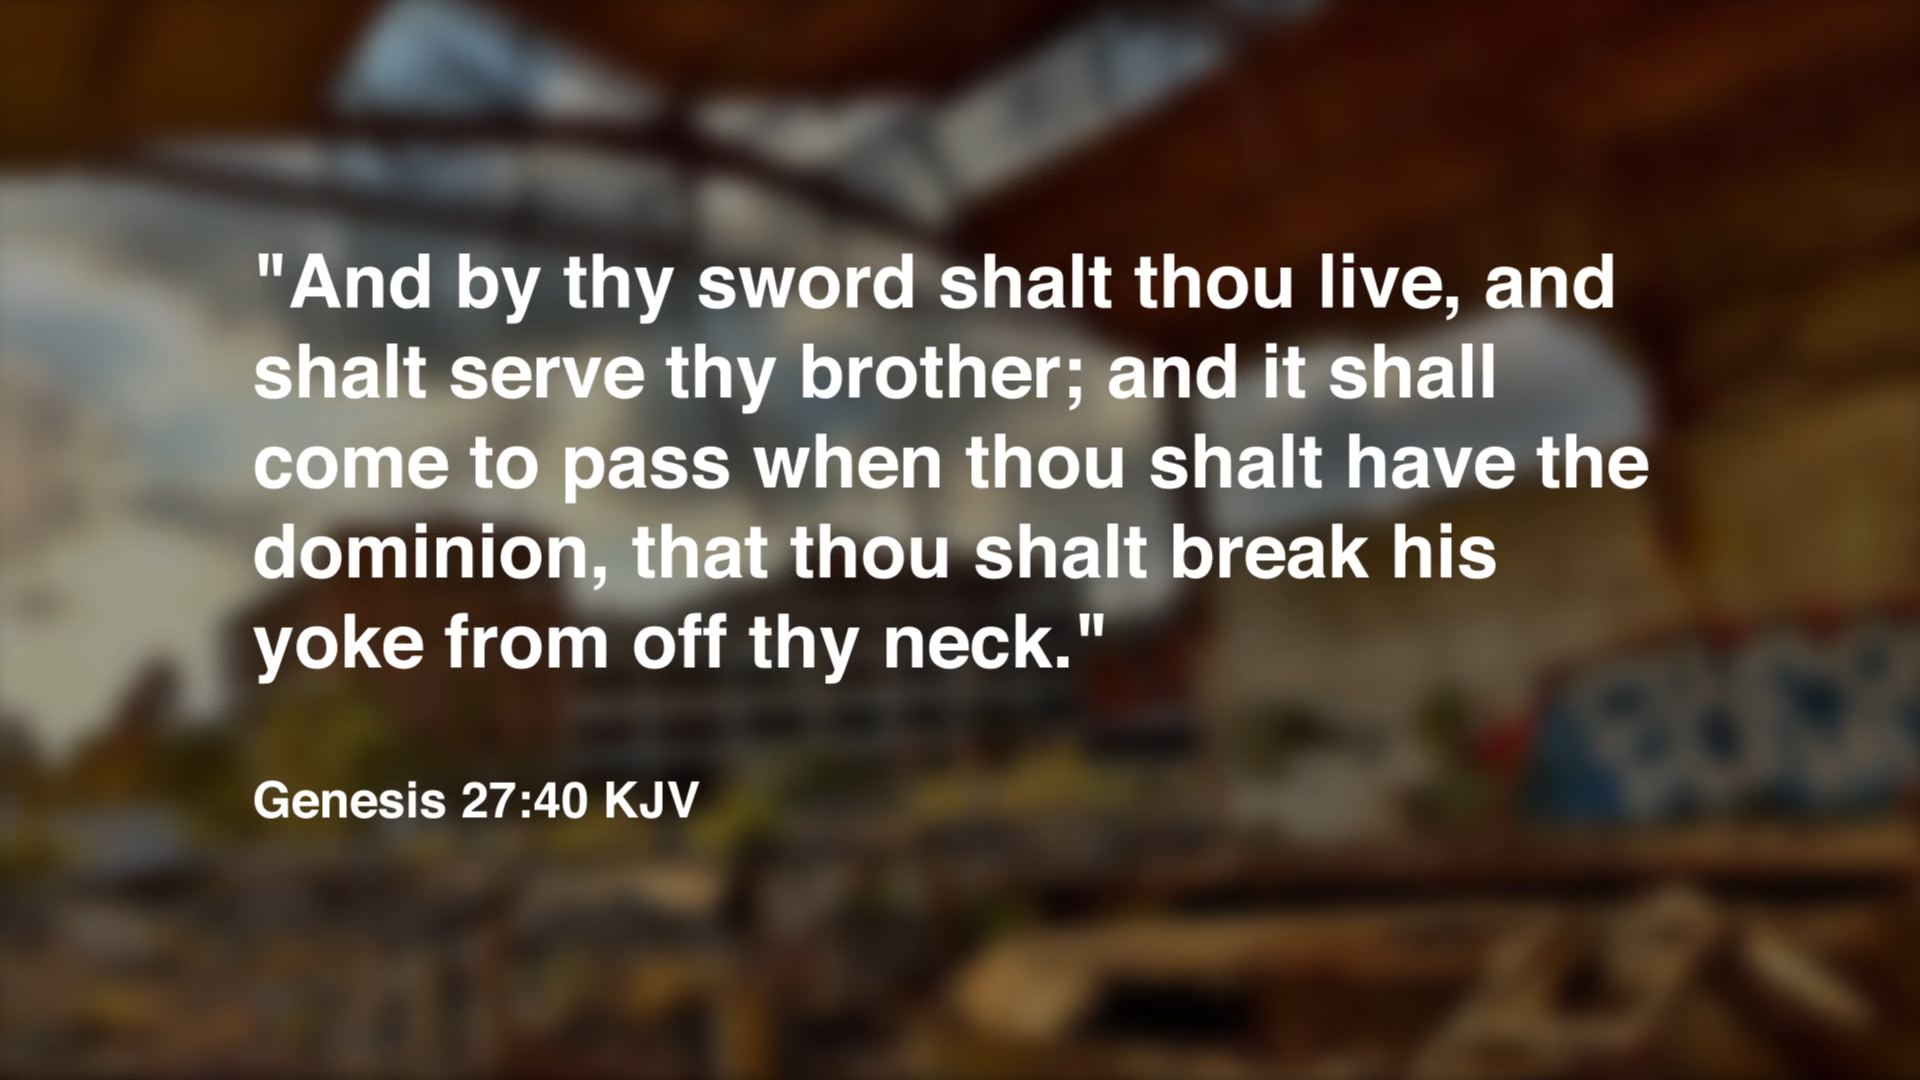 "And by thy sword shalt thou live, and
shalt serve thy brother; and it shall
come to pass when thou shalt have the
dominion, that thou shalt break his
yoke from off thy neck."
Genesis 27:40 KJV